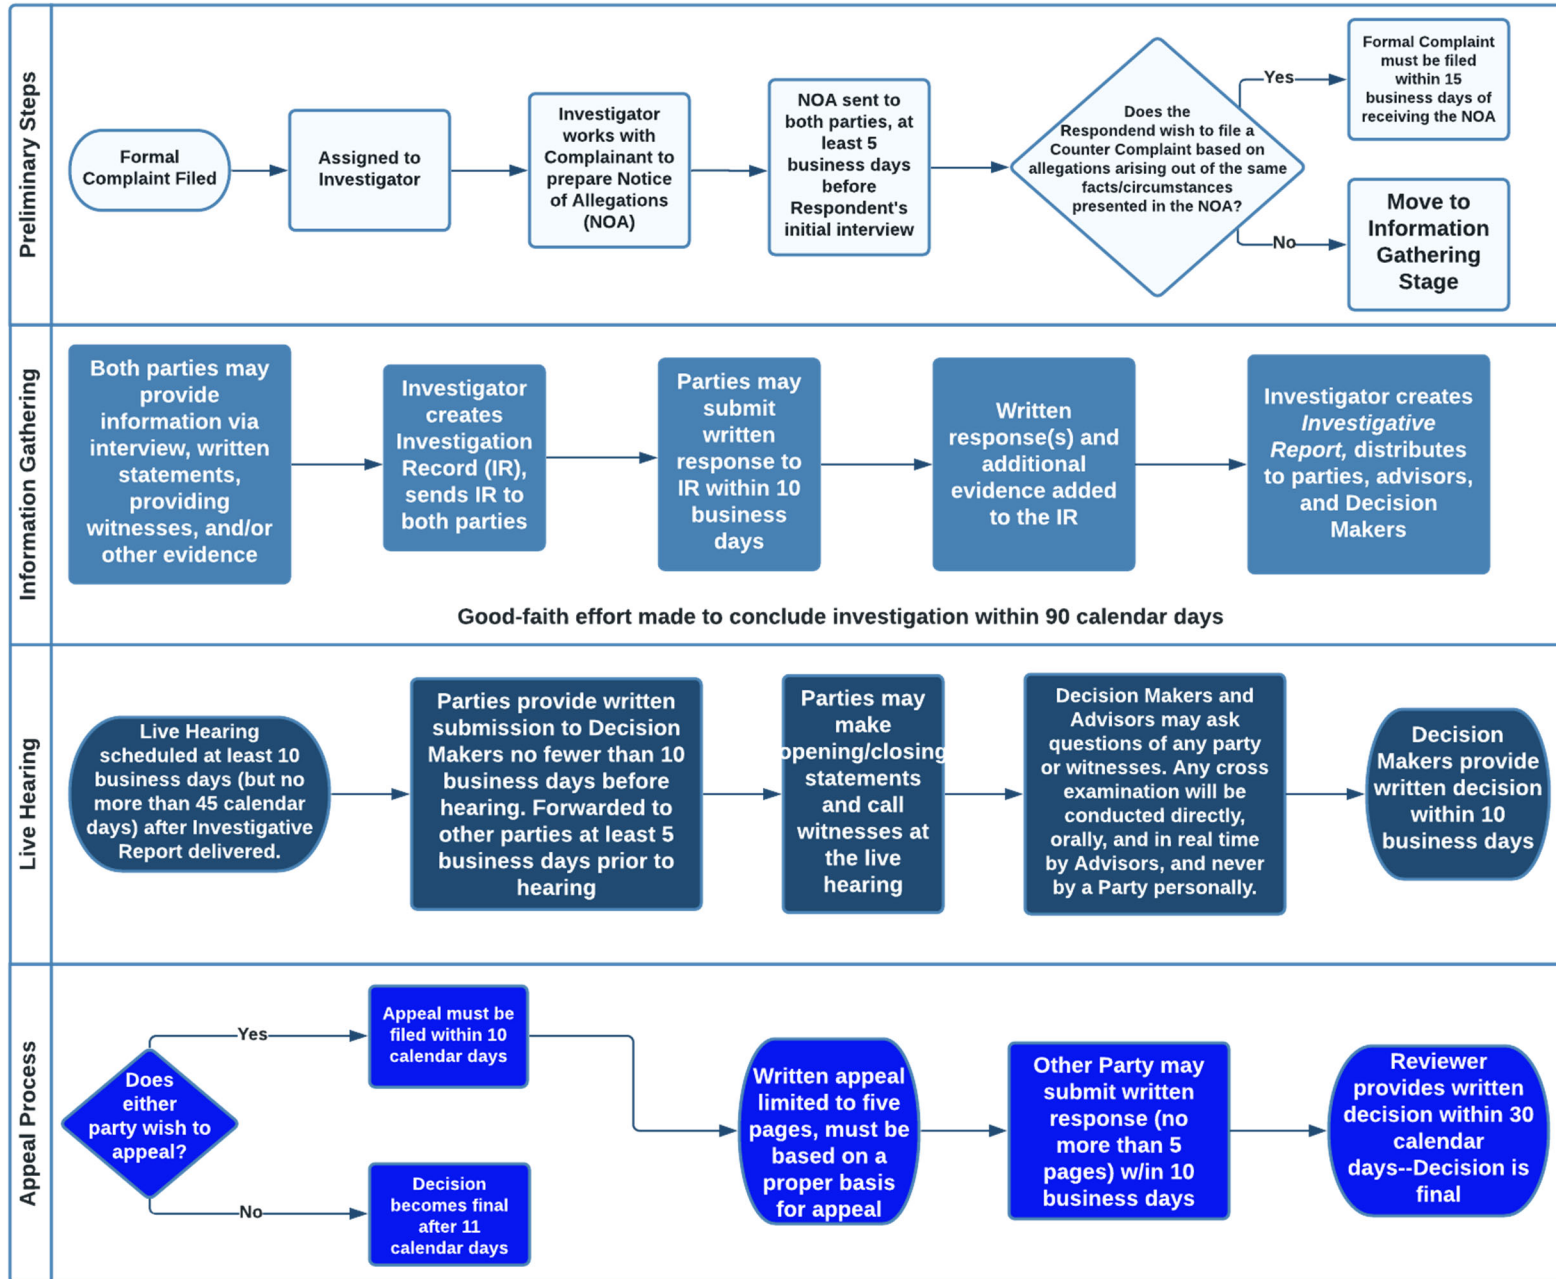 Preliminary Steps
Formal
Complaint Filed
Assigned to
Investigator
Investigator
works with
Complainant to
prepare Notice
of Allegations
(NOA)
NOA sent to
both parties, at
least 5
business days
before
Respondent's
initial interview
Does the
Respondend wish to file a
Counter Complaint based on
allegations arising out of the same
facts/circumstances
presented in the NOA?
Yes
Formal Complaint
must be filed
within 15
business days of
receiving the NOA
No
Move to
Information
Gathering
Stage
Information Gathering
Both parties may
provide
information via
interview, written
statements,
providing
witnesses, and/or
other evidence
Investigator
creates
Investigation
Record (IR),
sends IR to
both parties
Parties may
submit
written
response to
IR within 10
business
days
Written
response(s) and
additional
evidence added
to the IR
Investigator creates
Investigative
Report, distributes
to parties, advisors,
and Decision
Makers
Good-faith effort made to conclude investigation within 90 calendar days
Live Hearing
Live Hearing
scheduled at least 10
business days (but no
more than 45 calendar
days) after Investigative
Report delivered.
Parties provide written
submission to Decision
Makers no fewer than 10
business days before
hearing. Forwarded to
other parties at least 5
business days prior to
hearing
Parties may
make
opening/closing
statements
and call
witnesses at
the live
hearing
Decision Makers and
Advisors may ask
questions of any party
or witnesses. Any cross
examination will be
conducted directly,
orally, and in real time
by Advisors, and never
by a Party personally.
Decision
Makers provide
written decision
within 10
business days
Appeal Process
Does
either
party wish to
appeal?
Yes
Appeal must be
filed within 10
calendar days
No
Decision
becomes final
after 11
calendar days
Written appeal
limited to five
pages, must be
based on a
proper basis
for appeal
Other Party may
submit written
response (no
more than 5
pages) w/in 10
business days
Reviewer
provides written
decision within 30
calendar
days--Decision is
final